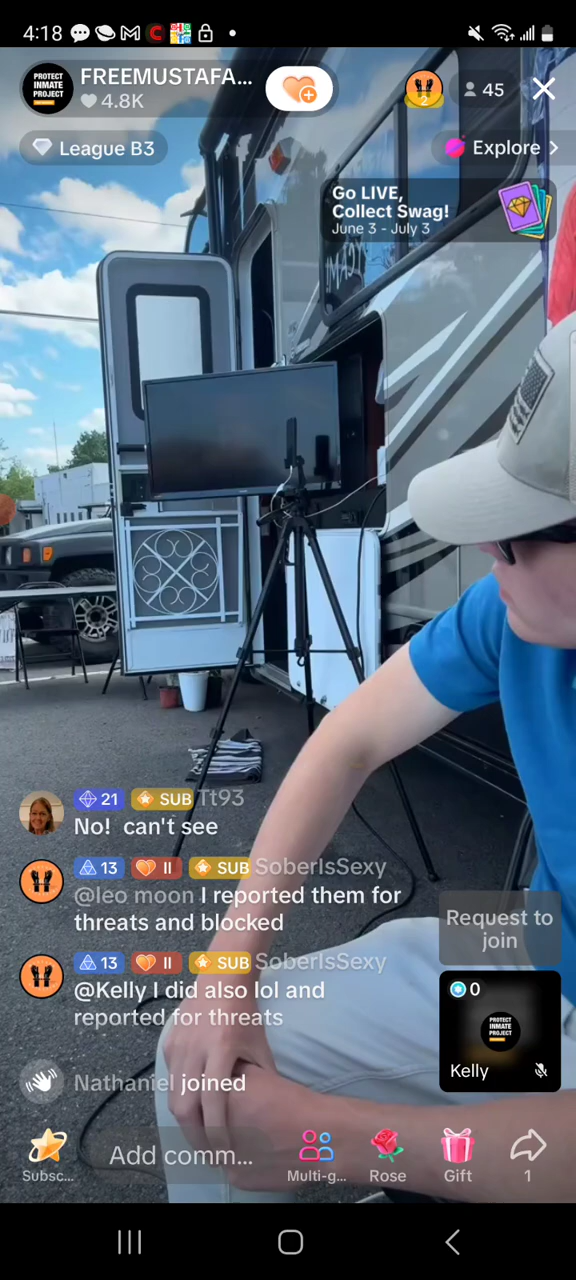 4:18
PROTECT
INMATE
PROJECT
FREEMUSTAFA...
4.8K
2
45
League B3
Explore
Go LIVE,
Collect Swag!
June 3 - July 3
21 SUB Tt93
No! can't see
13 II SUB SoberIsSexy
@leo moon I reported them for
threats and blocked
13 II SUB SoberIsSexy
@Kelly I did also lol and
reported for threats
Nathaniel joined
Request to
join
0
PROTECT
INMATE
PROJECT
Kelly
Subsc...
Add comm...
Multi-g...
Rose
Gift
1